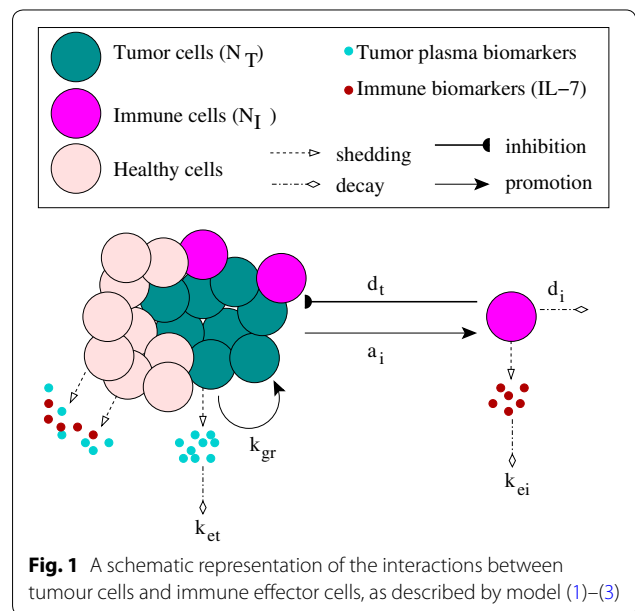 Tumor cells (N_T)
Immune cells (N_I)
Healthy cells
Tumor plasma biomarkers
Immune biomarkers (IL−7)
shedding
decay
inhibition
promotion
d_t
d_i
a_i
k_gr
k_et
k_ei
Fig. 1 A schematic representation of the interactions between
tumour cells and immune effector cells, as described by model (1)–(3)